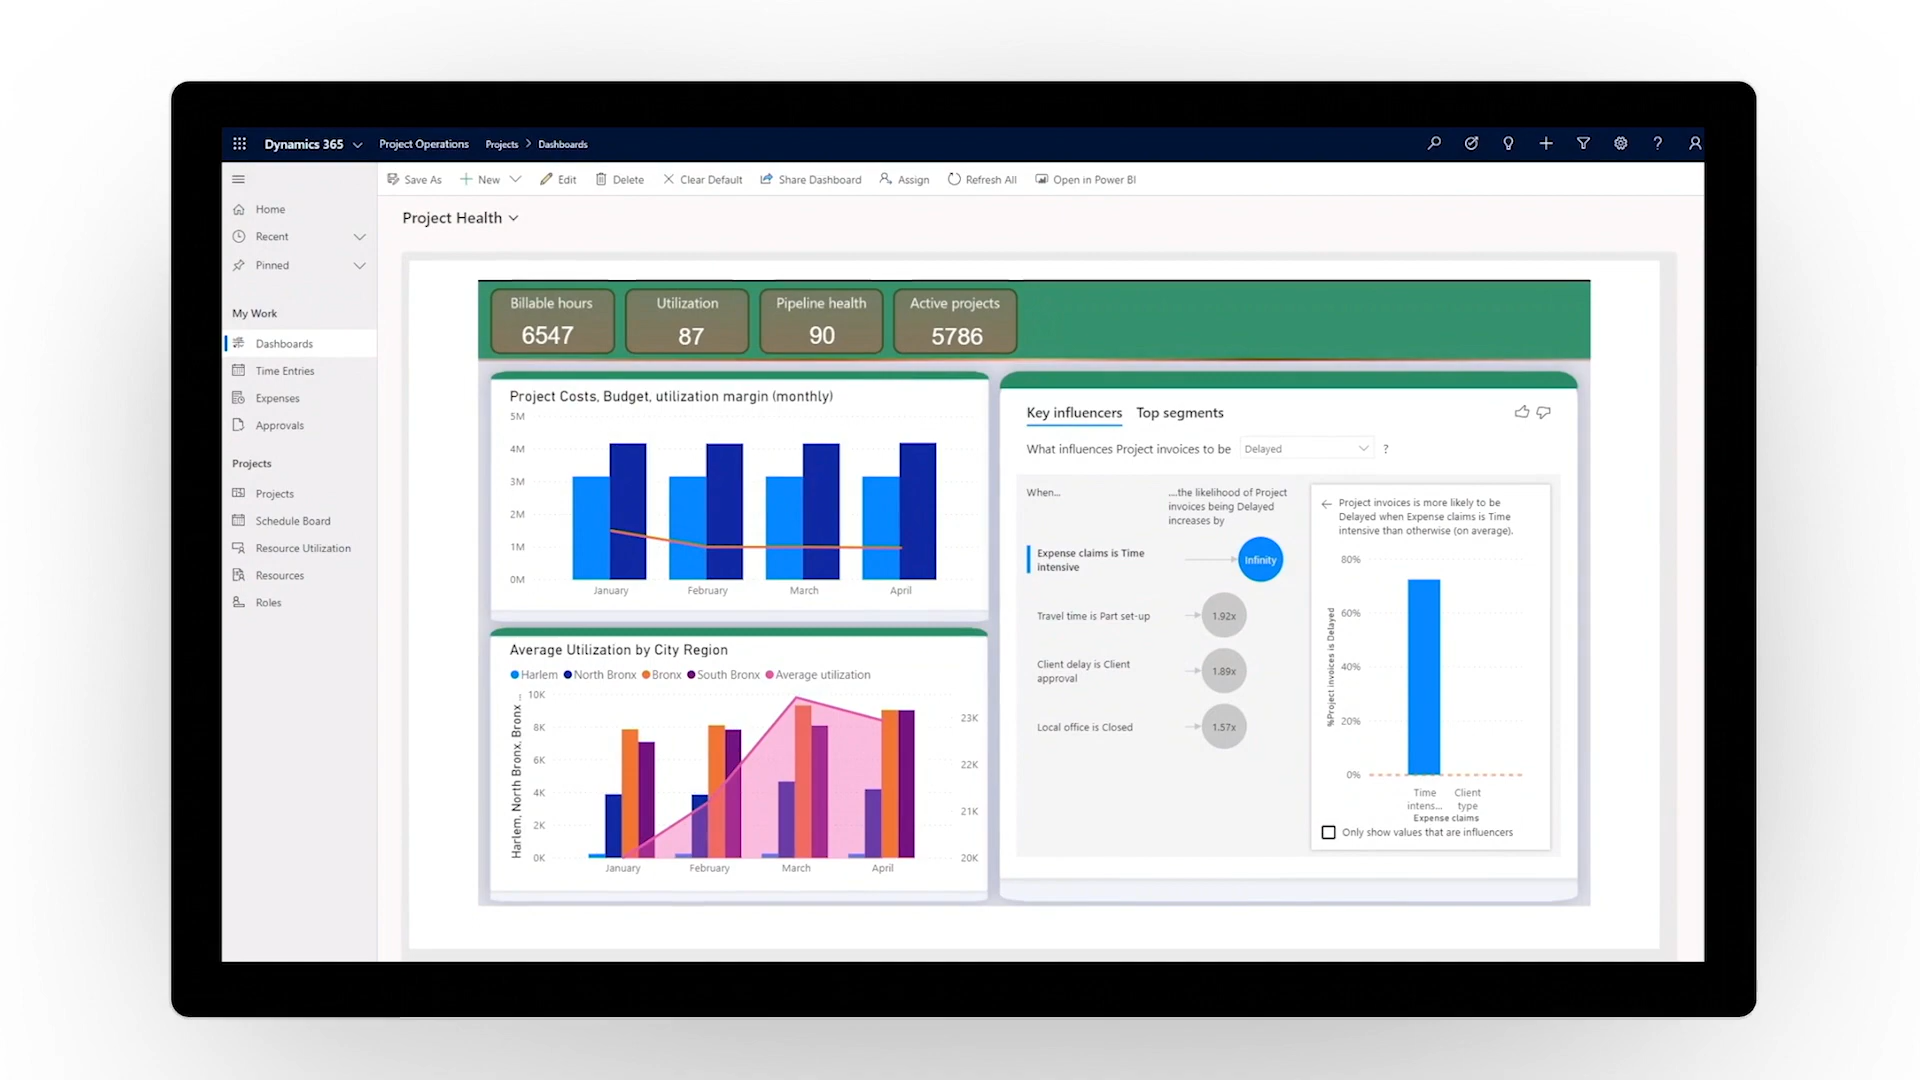 Dynamics 365 Project Operations Projects > Dashboards ?
Save As New Edit Delete Clear Default Share Dashboard Assign Refresh All Open in Power BI
Home
Recent
Pinned
My Work
Dashboards
Time Entries
Expenses
Approvals
Projects
Projects
Schedule Board
Resource Utilization
Resources
Roles
Project Health
Billable hours
6547
Utilization
87
Pipeline health
90
Active projects
5786
Project Costs, Budget, utilization margin (monthly)
5M
4M
3M
2M
1M
0M
January February March April
Average Utilization by City Region
Harlem North Bronx Bronx South Bronx Average utilization
Harlem, North Bronx, Bronx ...
10K
8K
6K
4K
2K
0K
23K
22K
21K
20K
January February March April
Key influencers Top segments
What influences Project invoices to be Delayed ?
When...
....the likelihood of Project
invoices being Delayed
increases by
Expense claims is Time
intensive
Infinity
Travel time is Part set-up
1.92x
Client delay is Client
approval
1.89x
Local office is Closed
1.57x
Project invoices is more likely to be
Delayed when Expense claims is Time
intensive than otherwise (on average).
%Project invoices is Delayed
80%
60%
40%
20%
0%
Time
intens...
Client
type
Expense claims
Only show values that are influencers